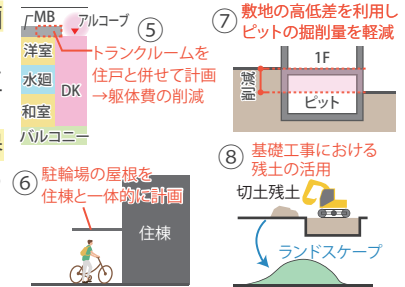 MB
アルコーブ
洋室
水廻
和室
DK
バルコニー
⑤
トランクルームを
住戸と併せて計画
→躯体費の削減
⑥
駐輪場の屋根を
住棟と一体的に計画
住棟
⑦
敷地の高低差を利用し
ピットの掘削量を軽減
1F
削減
ピット
⑧
基礎工事における
残土の活用
切土残土
ランドスケープ